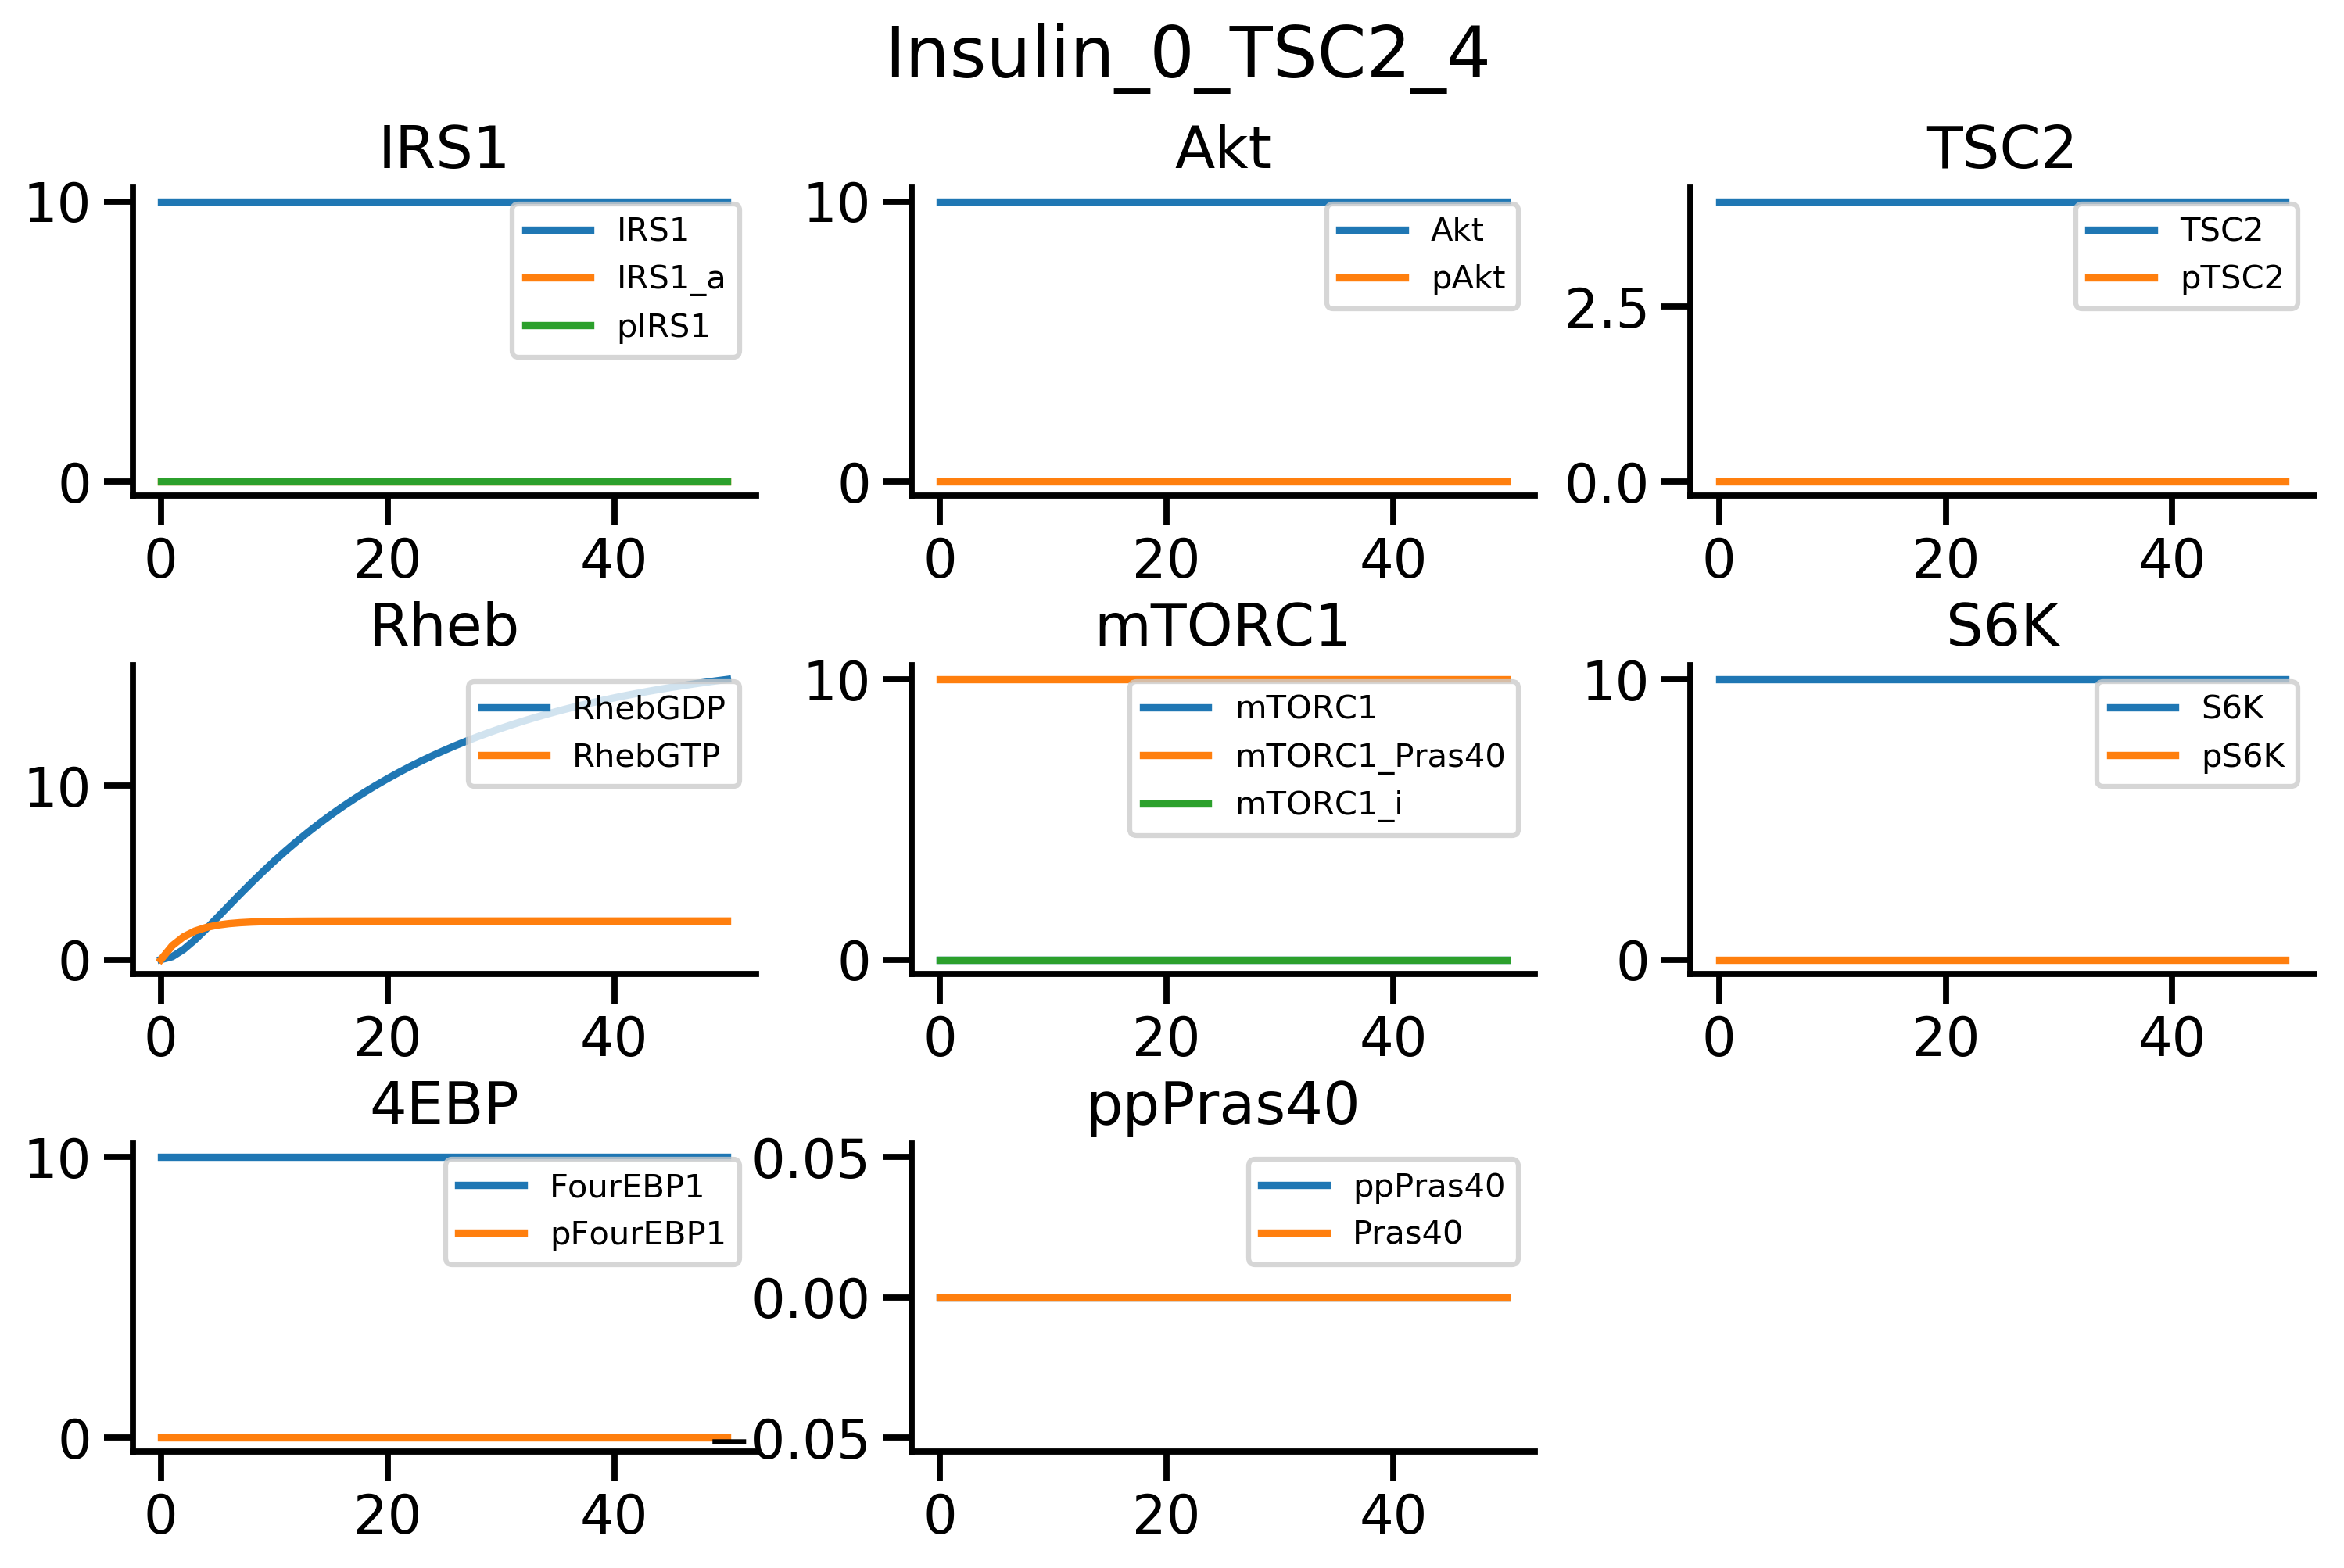 Insulin_0_TSC2_4
IRS1
10
0
0 20 40
IRS1
IRS1_a
pIRS1
Akt
10
0
0 20 40
Akt
pAkt
TSC2
2.5
0.0
0 20 40
TSC2
pTSC2
Rheb
10
0
0 20 40
RhebGDP
RhebGTP
mTORC1
10
0
0 20 40
mTORC1
mTORC1_Pras40
mTORC1_i
S6K
10
0
0 20 40
S6K
pS6K
4EBP
10
0
0 20 40
FourEBP1
pFourEBP1
ppPras40
0.05
0.00
−0.05
0 20 40
ppPras40
Pras40